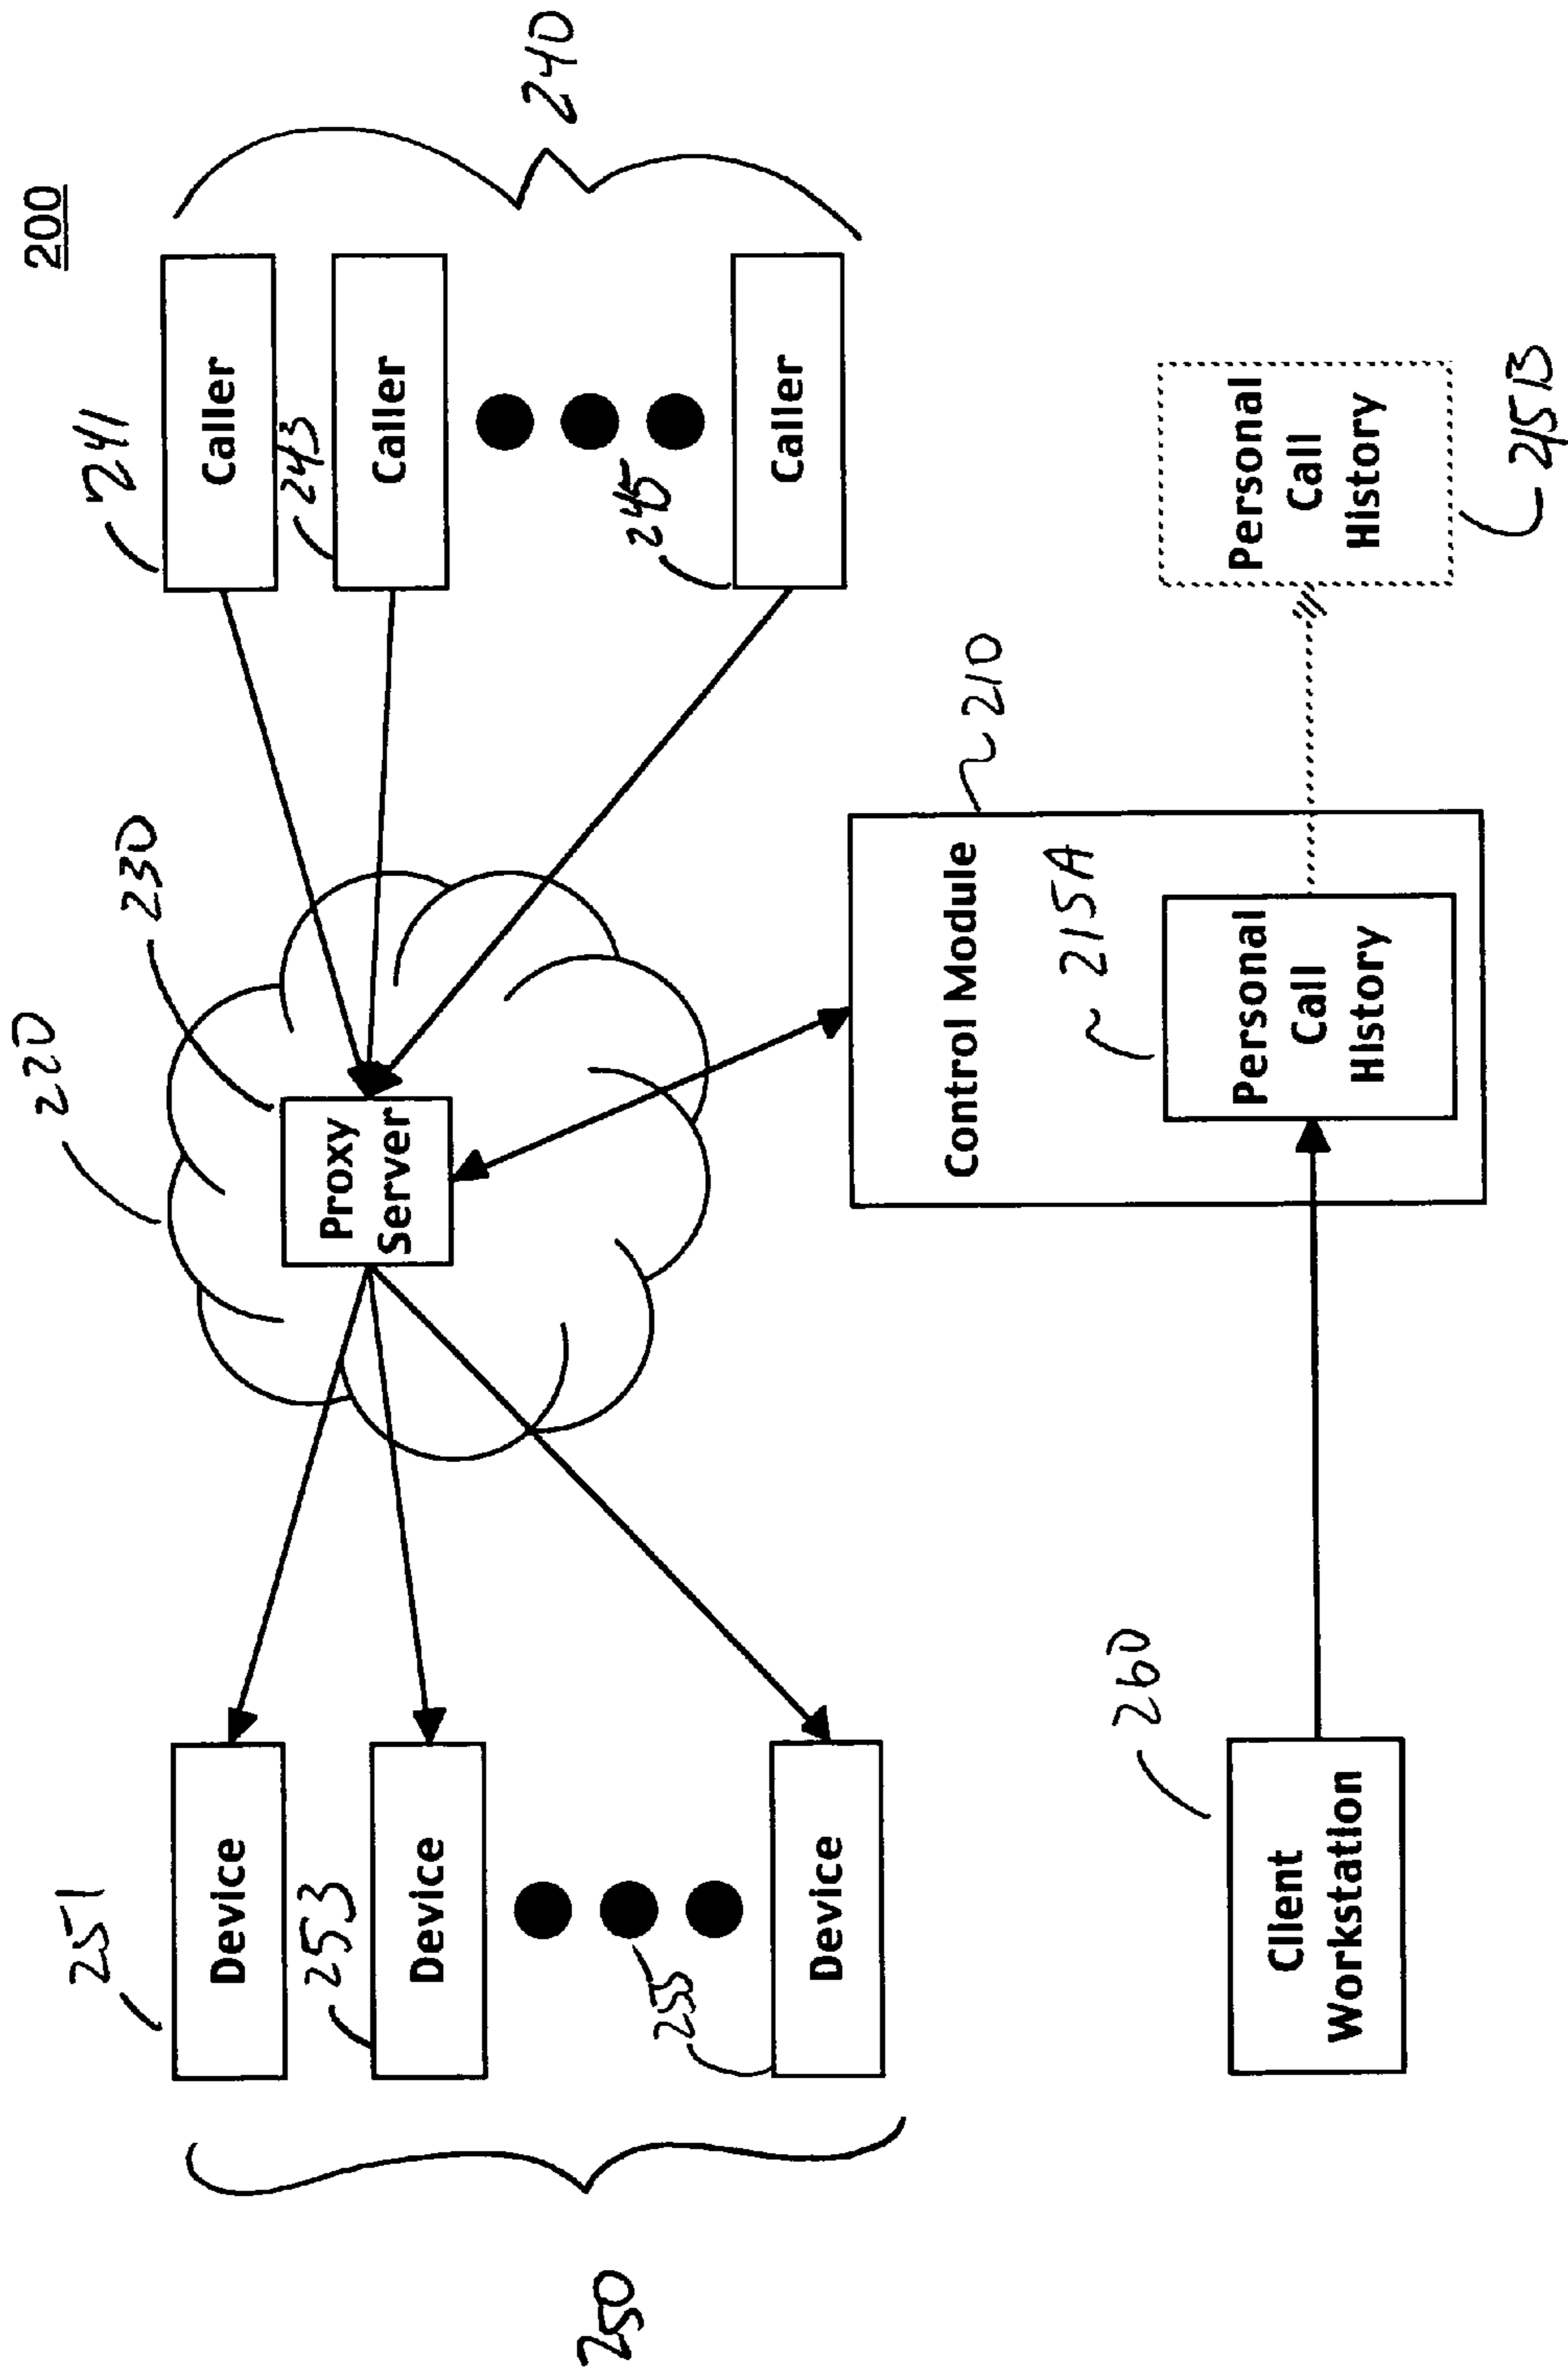 200
220
230
241
Caller
243
Caller
245
Caller
240
Proxy
Server
251
Device
253
Device
255
Device
250
210
Control Module
215A
Personal
Call
History
Personal
Call
History
215B
260
Client
Workstation